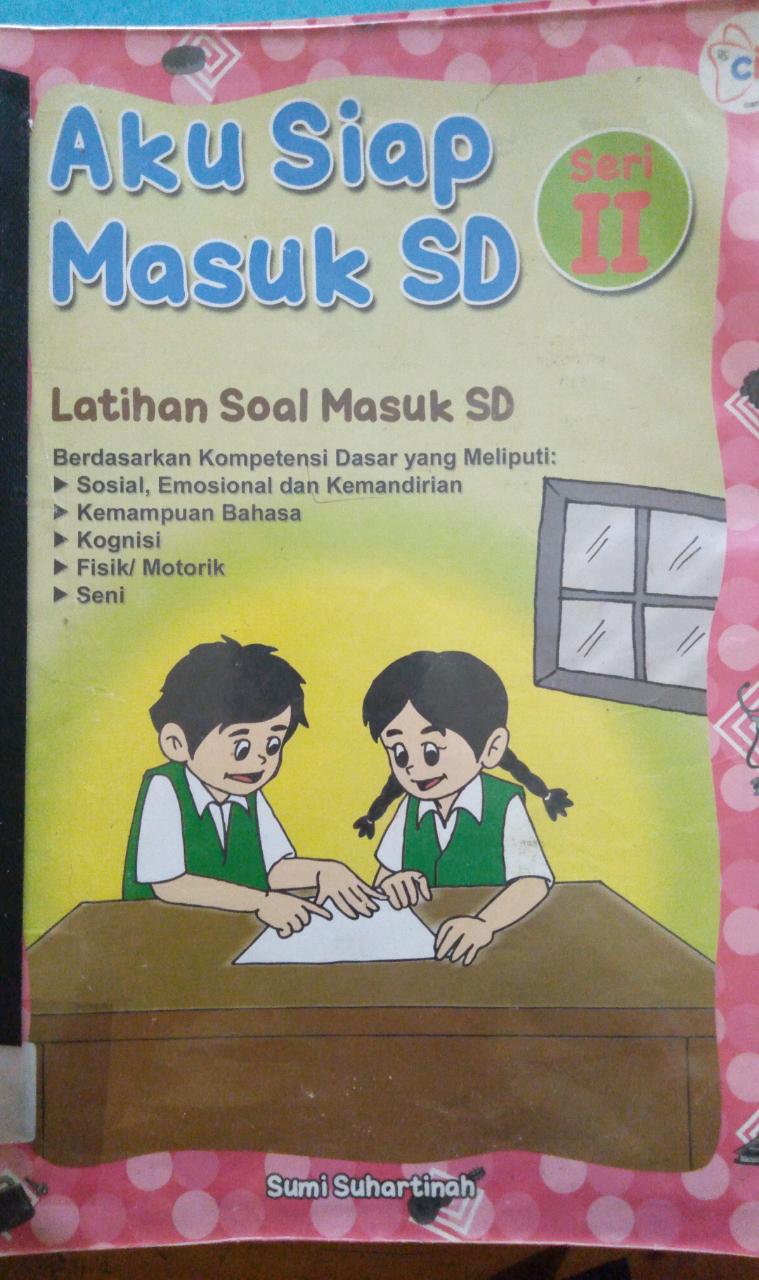 Aku Siap
Masuk SD
Seri
II
Latihan Soal Masuk SD
Berdasarkan Kompetensi Dasar yang Meliputi:
Sosial, Emosional dan Kemandirian
Kemampuan Bahasa
Kognisi
Fisik/ Motorik
Seni
Sumi Suhartinah